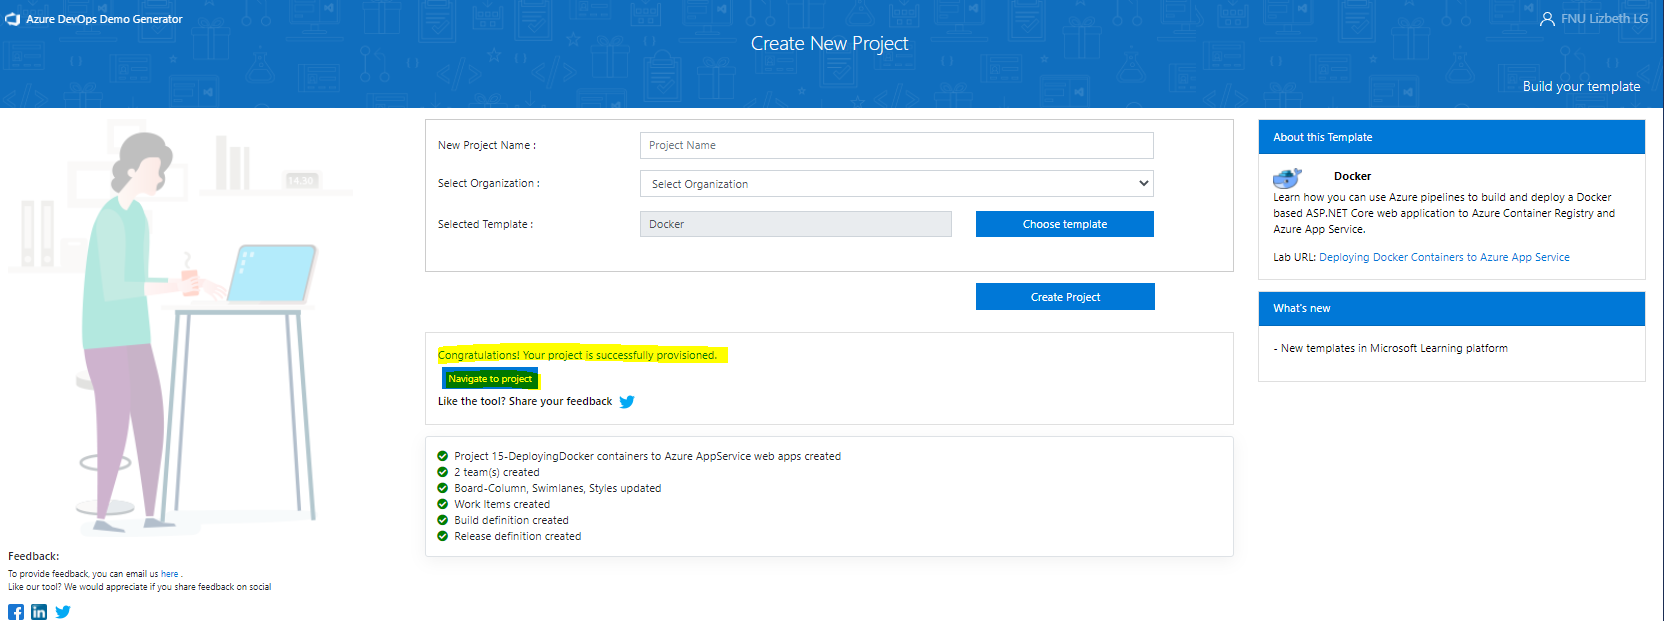 Azure DevOps Demo Generator
FNU Lizbeth LG
Create New Project
Build your template
14:30
New Project Name :
Project Name
Select Organization :
Select Organization
Selected Template :
Docker
Choose template
Create Project
Congratulations! Your project is successfully provisioned.
Navigate to project
Like the tool? Share your feedback
Project 15-DeployingDocker containers to Azure AppService web apps created
2 team(s) created
Board-Column, Swimlanes, Styles updated
Work Items created
Build definition created
Release definition created
About this Template
Docker
Learn how you can use Azure pipelines to build and deploy a Docker
based ASP.NET Core web application to Azure Container Registry and
Azure App Service.
Lab URL: Deploying Docker Containers to Azure App Service
What's new
- New templates in Microsoft Learning platform
Feedback:
To provide feedback, you can email us here .
Like our tool? We would appreciate if you share feedback on social